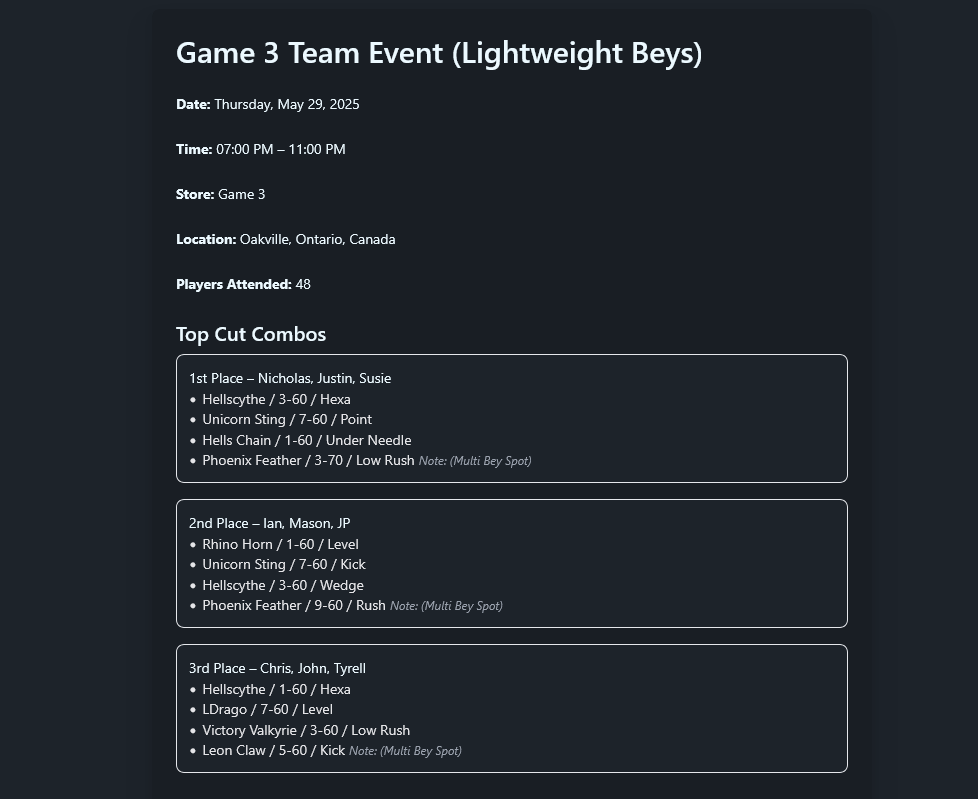 Game 3 Team Event (Lightweight Beys)
Date: Thursday, May 29, 2025
Time: 07:00 PM – 11:00 PM
Store: Game 3
Location: Oakville, Ontario, Canada
Players Attended: 48
Top Cut Combos
1st Place – Nicholas, Justin, Susie
• Hellscythe / 3-60 / Hexa
• Unicorn Sting / 7-60 / Point
• Hells Chain / 1-60 / Under Needle
• Phoenix Feather / 3-70 / Low Rush Note: (Multi Bey Spot)
2nd Place – Ian, Mason, JP
• Rhino Horn / 1-60 / Level
• Unicorn Sting / 7-60 / Kick
• Hellscythe / 3-60 / Wedge
• Phoenix Feather / 9-60 / Rush Note: (Multi Bey Spot)
3rd Place – Chris, John, Tyrell
• Hellscythe / 1-60 / Hexa
• LDrago / 7-60 / Level
• Victory Valkyrie / 3-60 / Low Rush
• Leon Claw / 5-60 / Kick Note: (Multi Bey Spot)